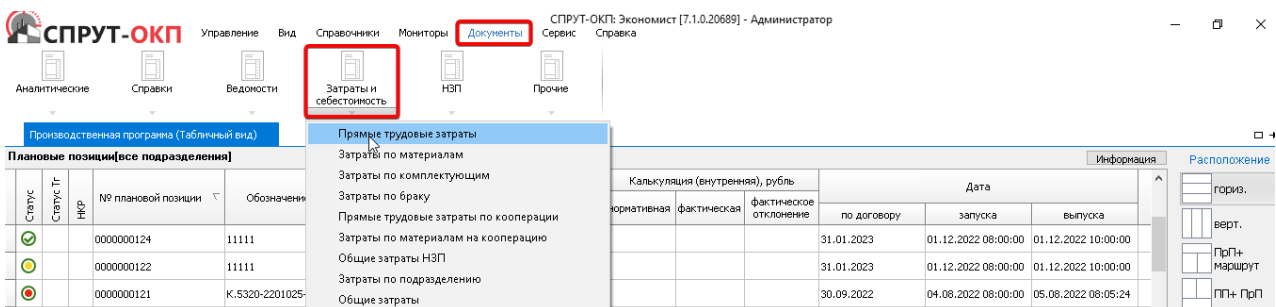 СПРУТ-ОКП: Экономист [7.1.0.20689] - Администратор
СПРУТ-ОКП
Управление Вид Справочники Мониторы Документы Сервис Справка
Аналитические Справки Ведомости Затраты и себестоимость НЗП Прочие
Производственная программа (Табличный вид)
Прямые трудовые затраты
Затраты по материалам
Затраты по комплектующим
Затраты по браку
Прямые трудовые затраты по кооперации
Затраты по материалам на кооперацию
Общие затраты НЗП
Затраты по подразделению
Общие затраты
Плановые позиции[все подразделения]
Информация
Расположение
Статус Статус Тг НКР № плановой позиции
Калькуляция (внутренняя), рубль
фактическая фактическое отклонение
Дата
по договору запуска выпуска
0000000124 11111 31.01.2023 01.12.2022 08:00:00 01.12.2022 10:00:00
0000000122 11111 31.01.2023 01.12.2022 08:00:00 01.12.2022 10:00:00
0000000121 К.5320-2201025- 30.09.2022 04.08.2022 08:00:00 05.08.2022 08:05:24
гориз.
верт.
ПрП+
маршрут
ПП+ ПрП